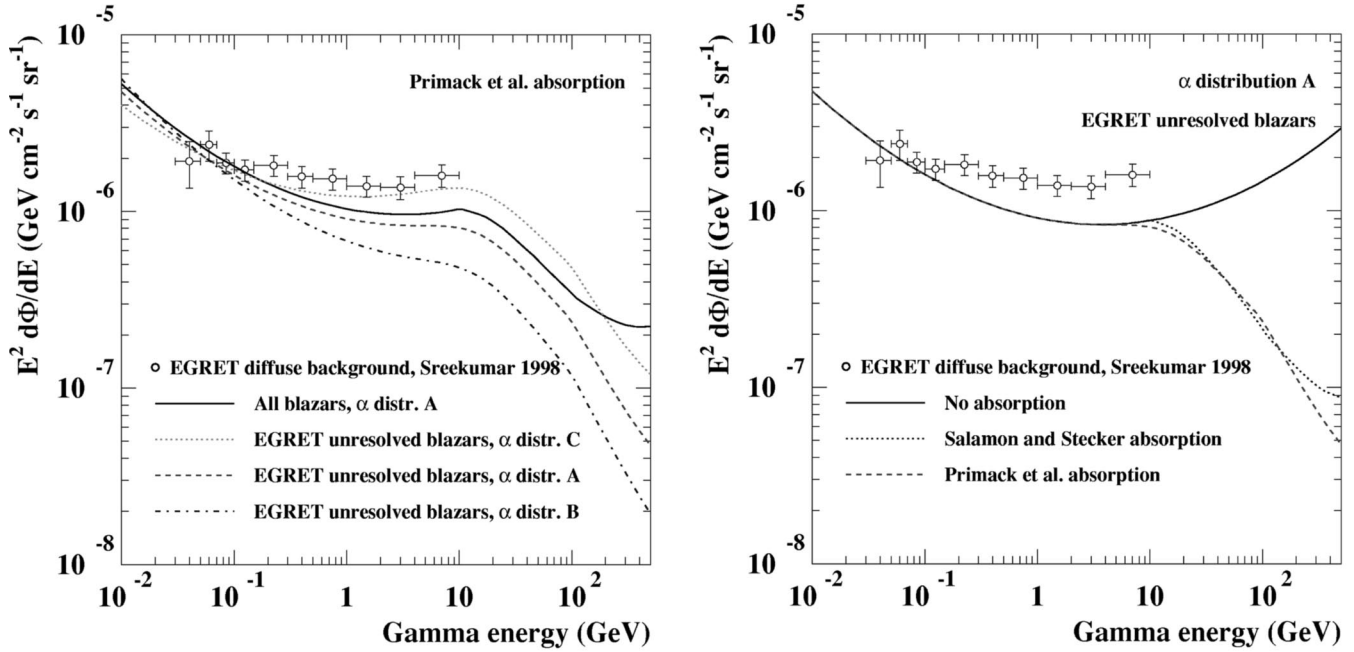 E² dΦ/dE (GeV cm⁻² s⁻¹ sr⁻¹)
10⁻⁵
10⁻⁶
10⁻⁷
10⁻⁸
Primack et al. absorption
EGRET diffuse background, Sreekumar 1998
All blazars, α distr. A
EGRET unresolved blazars, α distr. C
EGRET unresolved blazars, α distr. A
EGRET unresolved blazars, α distr. B
10⁻² 10⁻¹ 1 10 10²
Gamma energy (GeV)
E² dΦ/dE (GeV cm⁻² s⁻¹ sr⁻¹)
10⁻⁵
10⁻⁶
10⁻⁷
10⁻⁸
α distribution A
EGRET unresolved blazars
EGRET diffuse background, Sreekumar 1998
No absorption
Salamon and Stecker absorption
Primack et al. absorption
10⁻² 10⁻¹ 1 10 10²
Gamma energy (GeV)